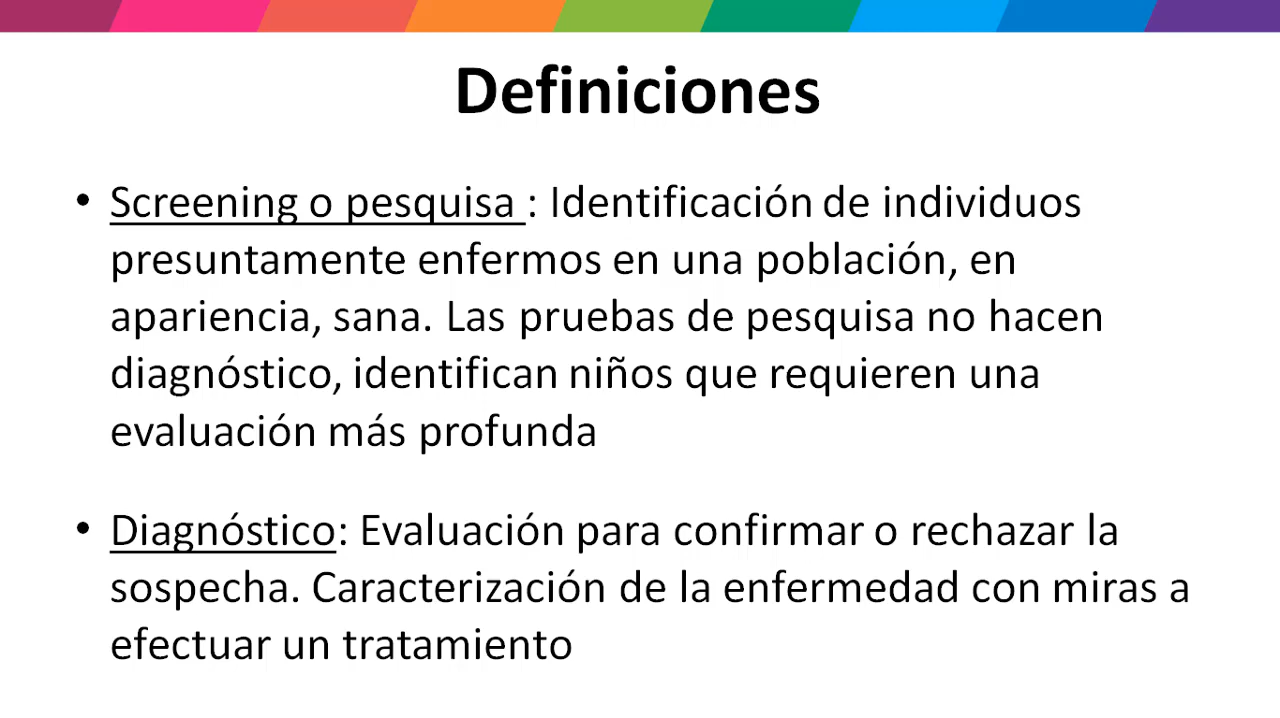 Definiciones
• Screening o pesquisa : Identificación de individuos
presuntamente enfermos en una población, en
apariencia, sana. Las pruebas de pesquisa no hacen
diagnóstico, identifican niños que requieren una
evaluación más profunda
• Diagnóstico: Evaluación para confirmar o rechazar la
sospecha. Caracterización de la enfermedad con miras a
efectuar un tratamiento